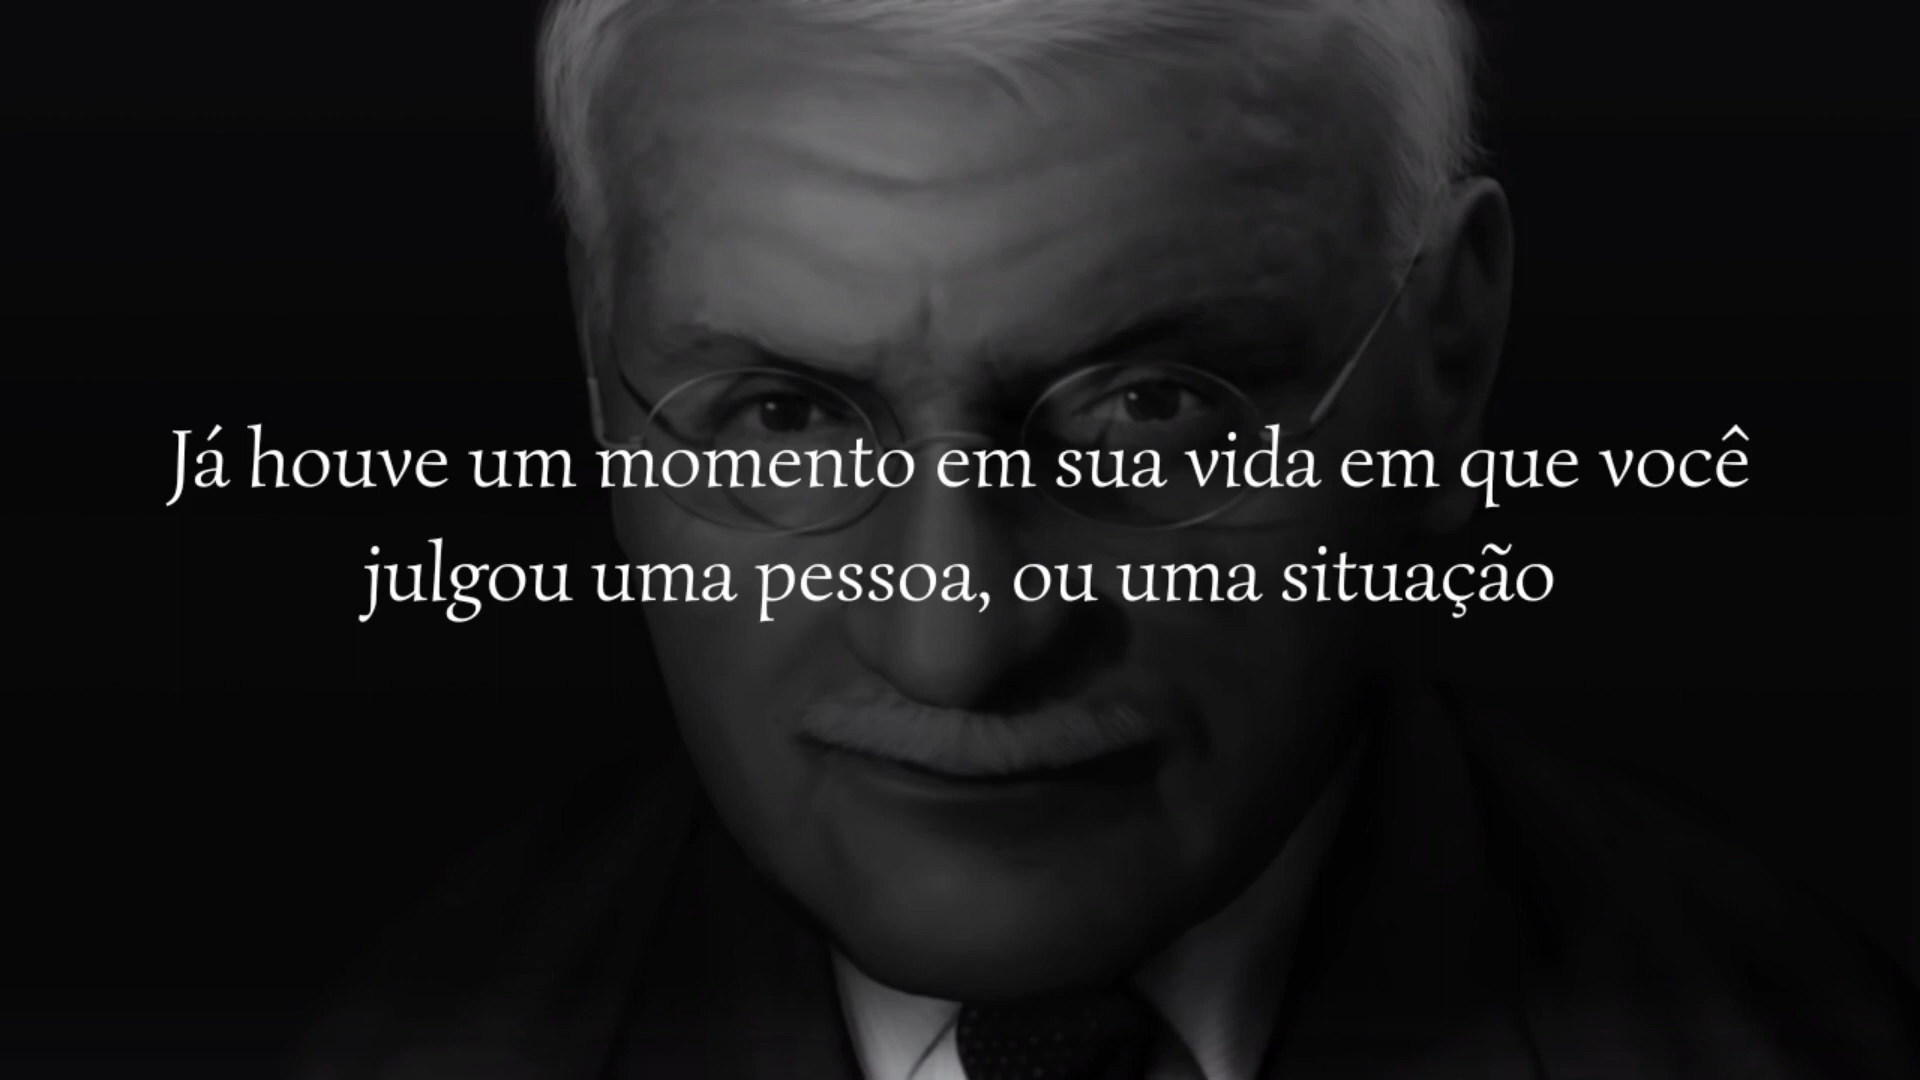 Já houve um momento em sua vida em que você
julgou uma pessoa, ou uma situação